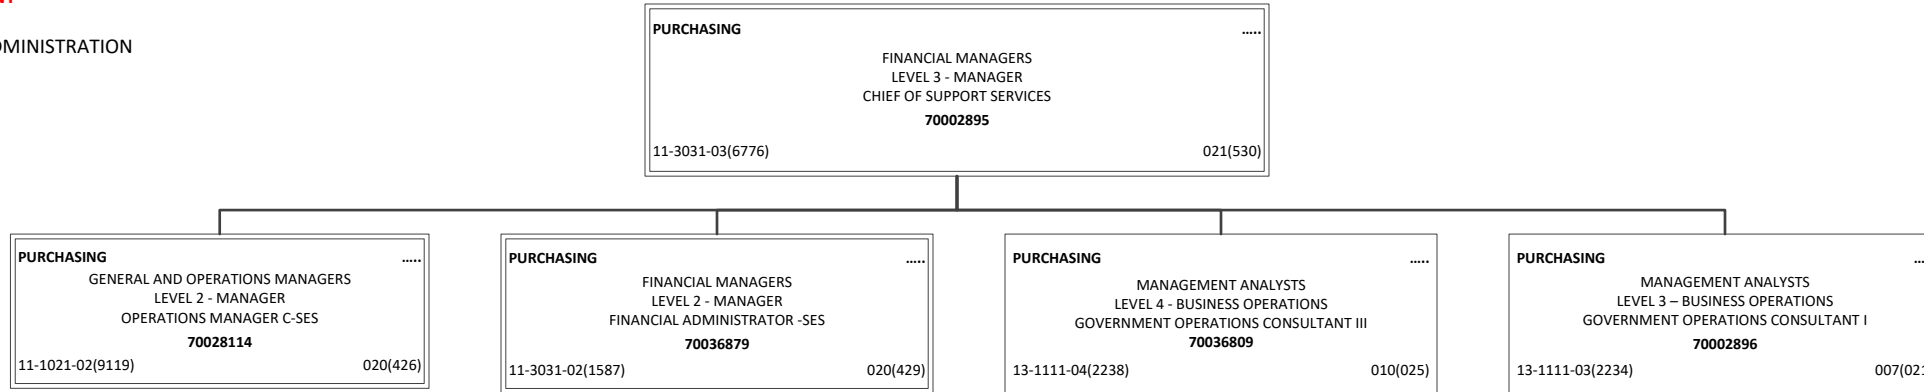 DMINISTRATION
PURCHASING .....
FINANCIAL MANAGERS
LEVEL 3 - MANAGER
CHIEF OF SUPPORT SERVICES
70002895
11-3031-03(6776) 021(530)
PURCHASING .....
GENERAL AND OPERATIONS MANAGERS
LEVEL 2 - MANAGER
OPERATIONS MANAGER C-SES
70028114
11-1021-02(9119) 020(426)
PURCHASING .....
FINANCIAL MANAGERS
LEVEL 2 - MANAGER
FINANCIAL ADMINISTRATOR -SES
70036879
11-3031-02(1587) 020(429)
PURCHASING .....
MANAGEMENT ANALYSTS
LEVEL 4 - BUSINESS OPERATIONS
GOVERNMENT OPERATIONS CONSULTANT III
70036809
13-1111-04(2238) 010(025)
PURCHASING ...
MANAGEMENT ANALYSTS
LEVEL 3 – BUSINESS OPERATIONS
GOVERNMENT OPERATIONS CONSULTANT I
70002896
13-1111-03(2234) 007(021